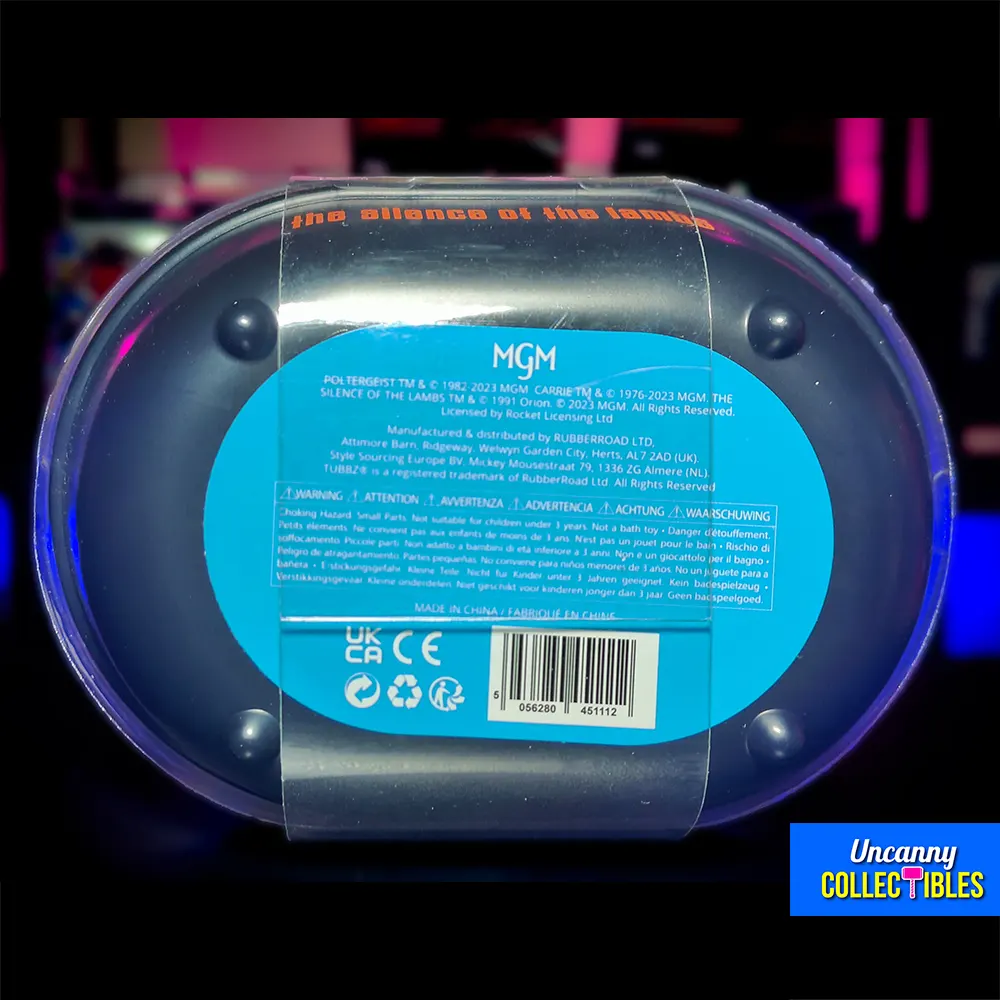 the silence of the lambs
MGM
POLTERGEIST TM & © 1982-2023 MGM. CARRIE TM & © 1976-2023 MGM. THE
SILENCE OF THE LAMBS TM & © 1991 Orion. © 2023 MGM. All Rights Reserved.
Licensed by Rocket Licensing Ltd
Manufactured & distributed by RUBBERROAD LTD,
Attimore Barn, Ridgeway, Welwyn Garden City, Herts, AL7 2AD (UK).
Style Sourcing Europe BV. Mickey Mousestraat 79, 1336 ZG Almere (NL).
TUBBZ® is a registered trademark of RubberRoad Ltd. All Rights Reserved
WARNING ATTENTION AVVERTENZA ADVERTENCIA ACHTUNG WAARSCHUWING
Choking Hazard. Small Parts. Not suitable for children under 3 years. Not a bath toy • Danger d'étouffement.
Petits éléments. Ne convient pas aux enfants de moins de 3 ans. N'est pas un jouet pour le bain • Rischio di
soffocamento. Piccole parti. Non adatto a bambini di età inferiore a 3 anni. Non è un giocattolo per il bagno •
Peligro de atragantamiento. Partes pequeñas. No conviene para niños menores de 3 años. No un juguete para a
bañera • Erstickungsgefahr. Kleine Teile. Nicht für Kinder unter 3 Jahren geeignet. Kein badespielzeug •
Verstikkingsgevaar. Kleine onderdelen. Niet geschikt voor kinderen jonger dan 3 jaar. Geen badspeelgoed.
MADE IN CHINA / FABRIQUÉ EN CHINE
UK
CA CE
5 056280 451112
Uncanny
COLLECTIBLES